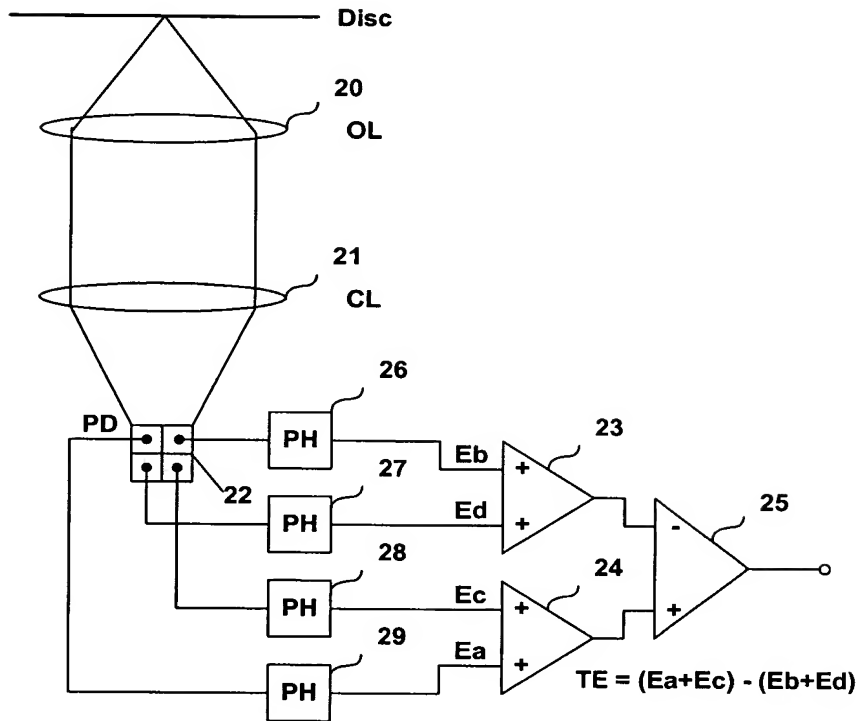 Disc
20
OL
21
CL
26
PD
PH
Eb
23
22
27
PH
Ed
25
28
PH
Ec
24
29
PH
Ea
+
+
-
+
+
+
TE = (Ea+Ec) - (Eb+Ed)